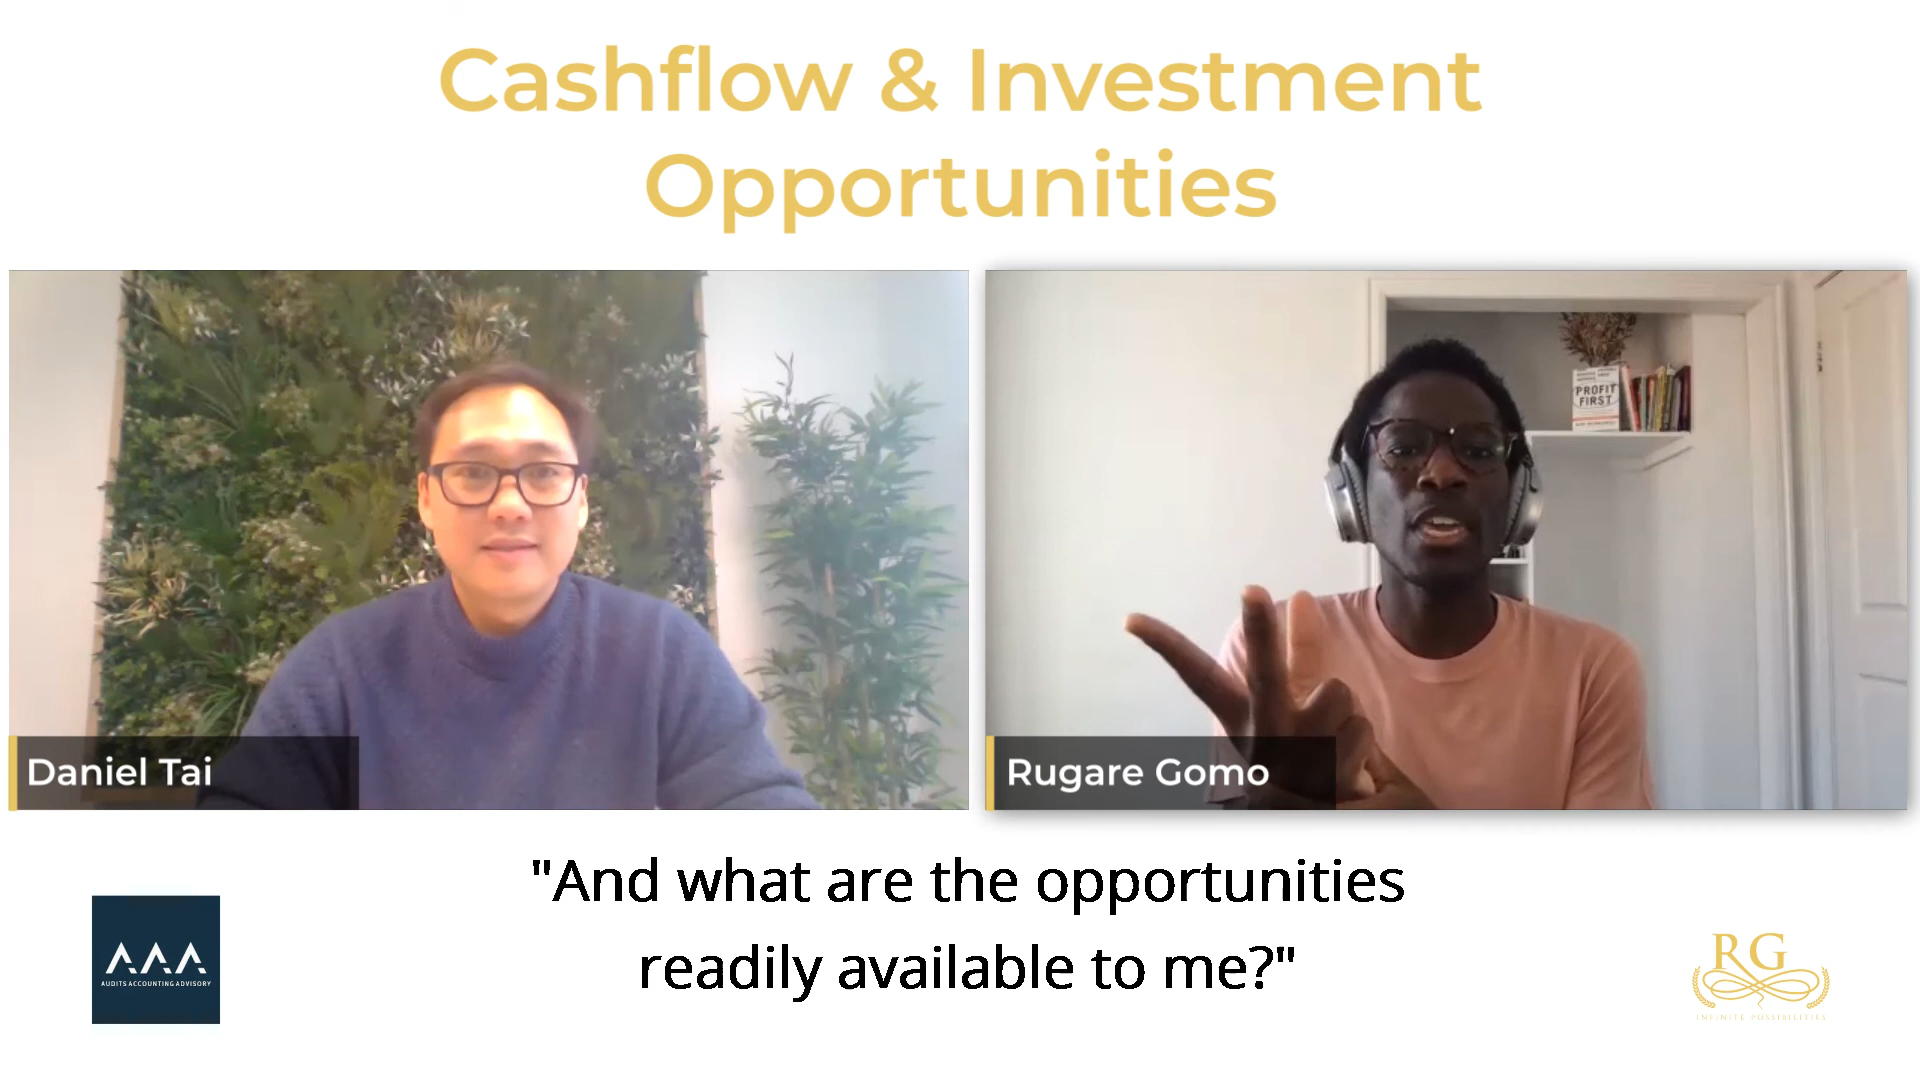 Cashflow & Investment
Opportunities
PROFIT
FIRST
Daniel Tai
Rugare Gomo
"And what are the opportunities
readily available to me?"
AAA
AUDITS ACCOUNTING ADVISORY
RG
INFINITE POSSIBILITIES